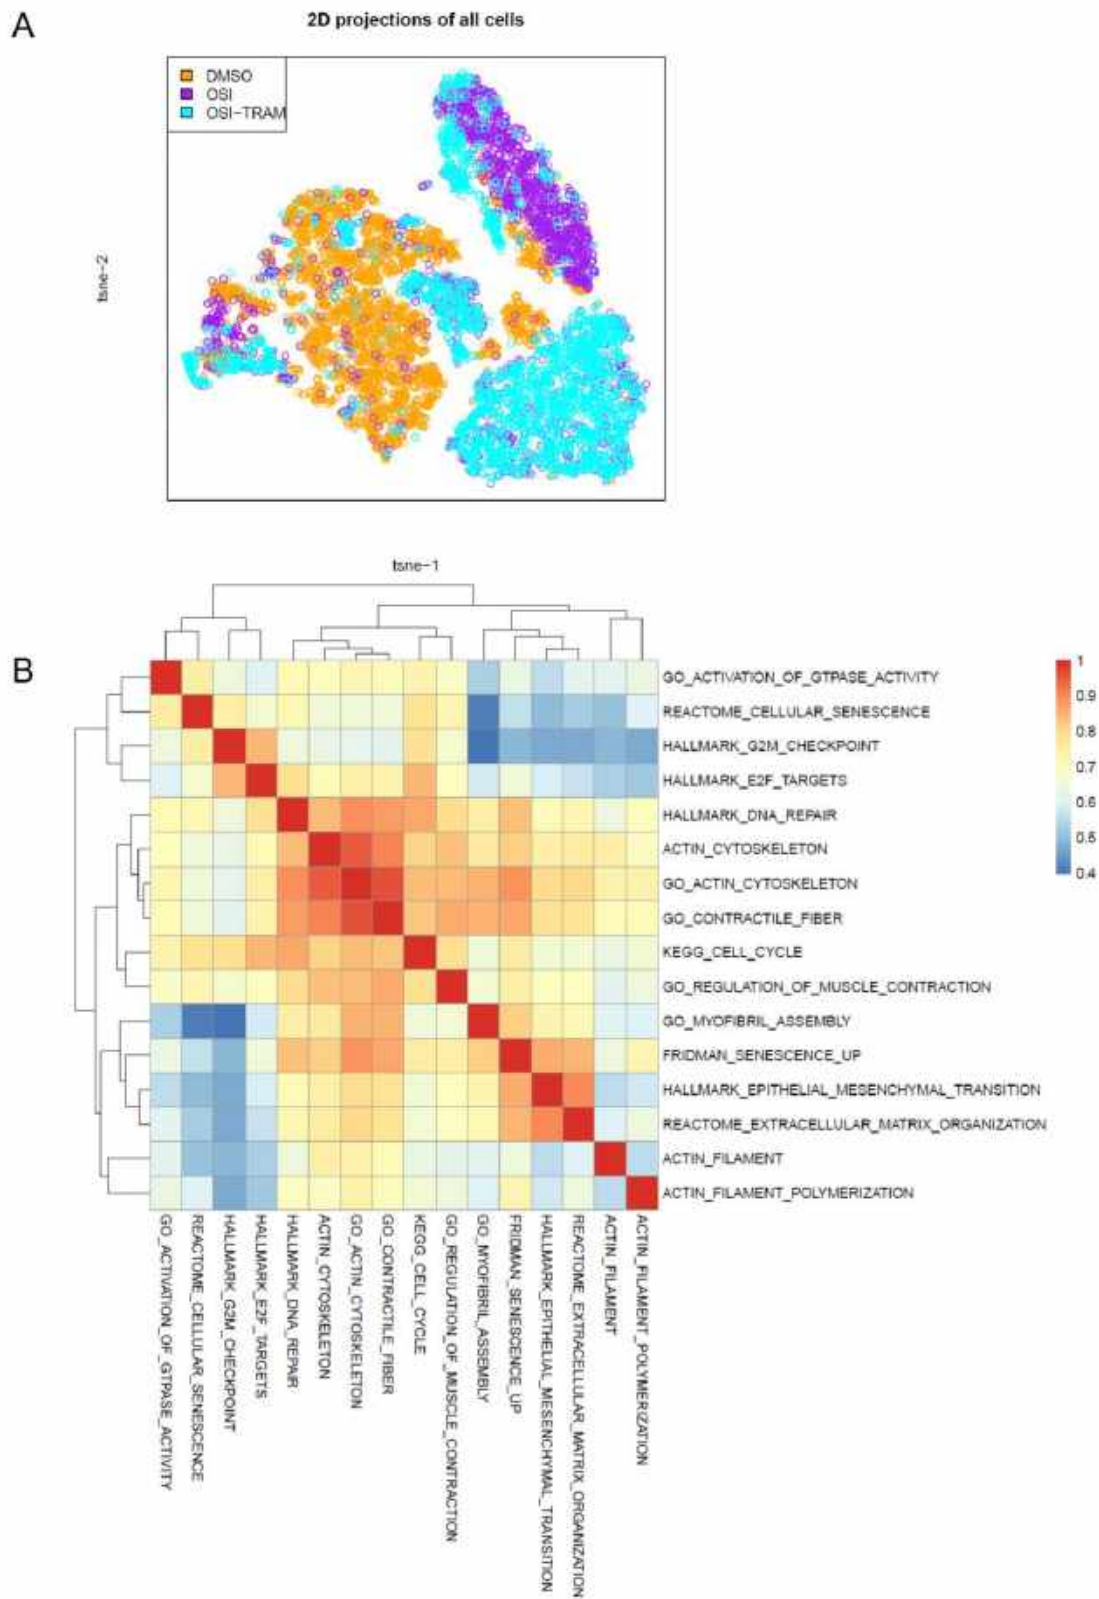 A
2D projections of all cells
DMSO
OSI
OSI-TRAM
tsne-2
tsne-1
B
GO_ACTIVATION_OF_GTPASE_ACTIVITY
REACTOME_CELLULAR_SENESCENCE
HALLMARK_G2M_CHECKPOINT
HALLMARK_E2F_TARGETS
HALLMARK_DNA_REPAIR
ACTIN_CYTOSKELETON
GO_ACTIN_CYTOSKELETON
GO_CONTRACTILE_FIBER
KEGG_CELL_CYCLE
GO_REGULATION_OF_MUSCLE_CONTRACTION
GO_MYOFIBRIL_ASSEMBLY
FRIDMAN_SENESCENCE_UP
HALLMARK_EPITHELIAL_MESENCHYMAL_TRANSITION
REACTOME_EXTRACELLULAR_MATRIX_ORGANIZATION
ACTIN_FILAMENT
ACTIN_FILAMENT_POLYMERIZATION
1
0.9
0.8
0.7
0.6
0.5
0.4
GO_ACTIVATION_OF_GTPASE_ACTIVITY
REACTOME_CELLULAR_SENESCENCE
HALLMARK_G2M_CHECKPOINT
HALLMARK_E2F_TARGETS
HALLMARK_DNA_REPAIR
ACTIN_CYTOSKELETON
GO_ACTIN_CYTOSKELETON
GO_CONTRACTILE_FIBER
KEGG_CELL_CYCLE
GO_REGULATION_OF_MUSCLE_CONTRACTION
GO_MYOFIBRIL_ASSEMBLY
FRIDMAN_SENESCENCE_UP
HALLMARK_EPITHELIAL_MESENCHYMAL_TRANSITION
REACTOME_EXTRACELLULAR_MATRIX_ORGANIZATION
ACTIN_FILAMENT
ACTIN_FILAMENT_POLYMERIZATION